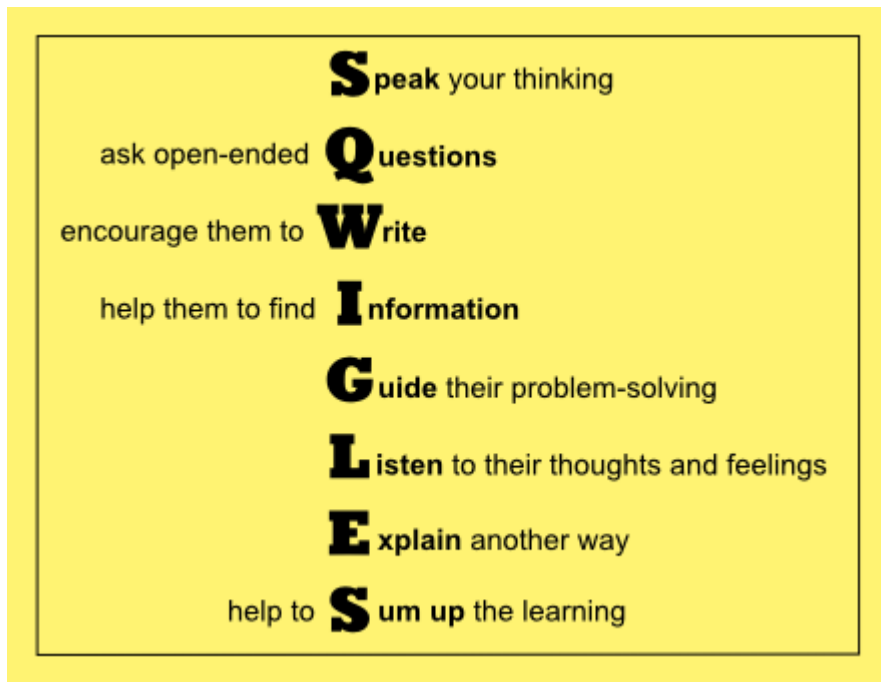 Speak your thinking
ask open-ended Questions
encourage them to Write
help them to find Information
Guide their problem-solving
Listen to their thoughts and feelings
Explain another way
help to Sum up the learning